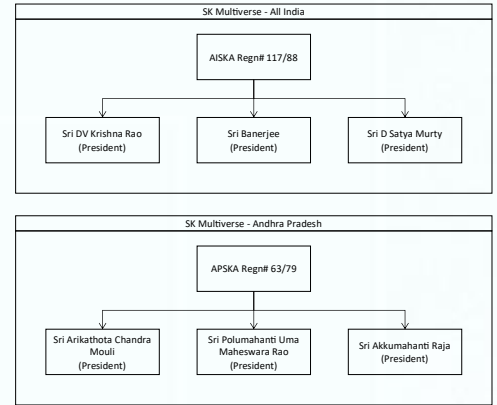 SK Multiverse - All India
AISKA Regn# 117/88
Sri DV Krishna Rao
(President)
Sri Banerjee
(President)
Sri D Satya Murty
(President)
SK Multiverse - Andhra Pradesh
APSKA Regn# 63/79
Sri Arikathota Chandra
Mouli
(President)
Sri Polumahanti Uma
Maheswara Rao
(President)
Sri Akkumahanti Raja
(President)